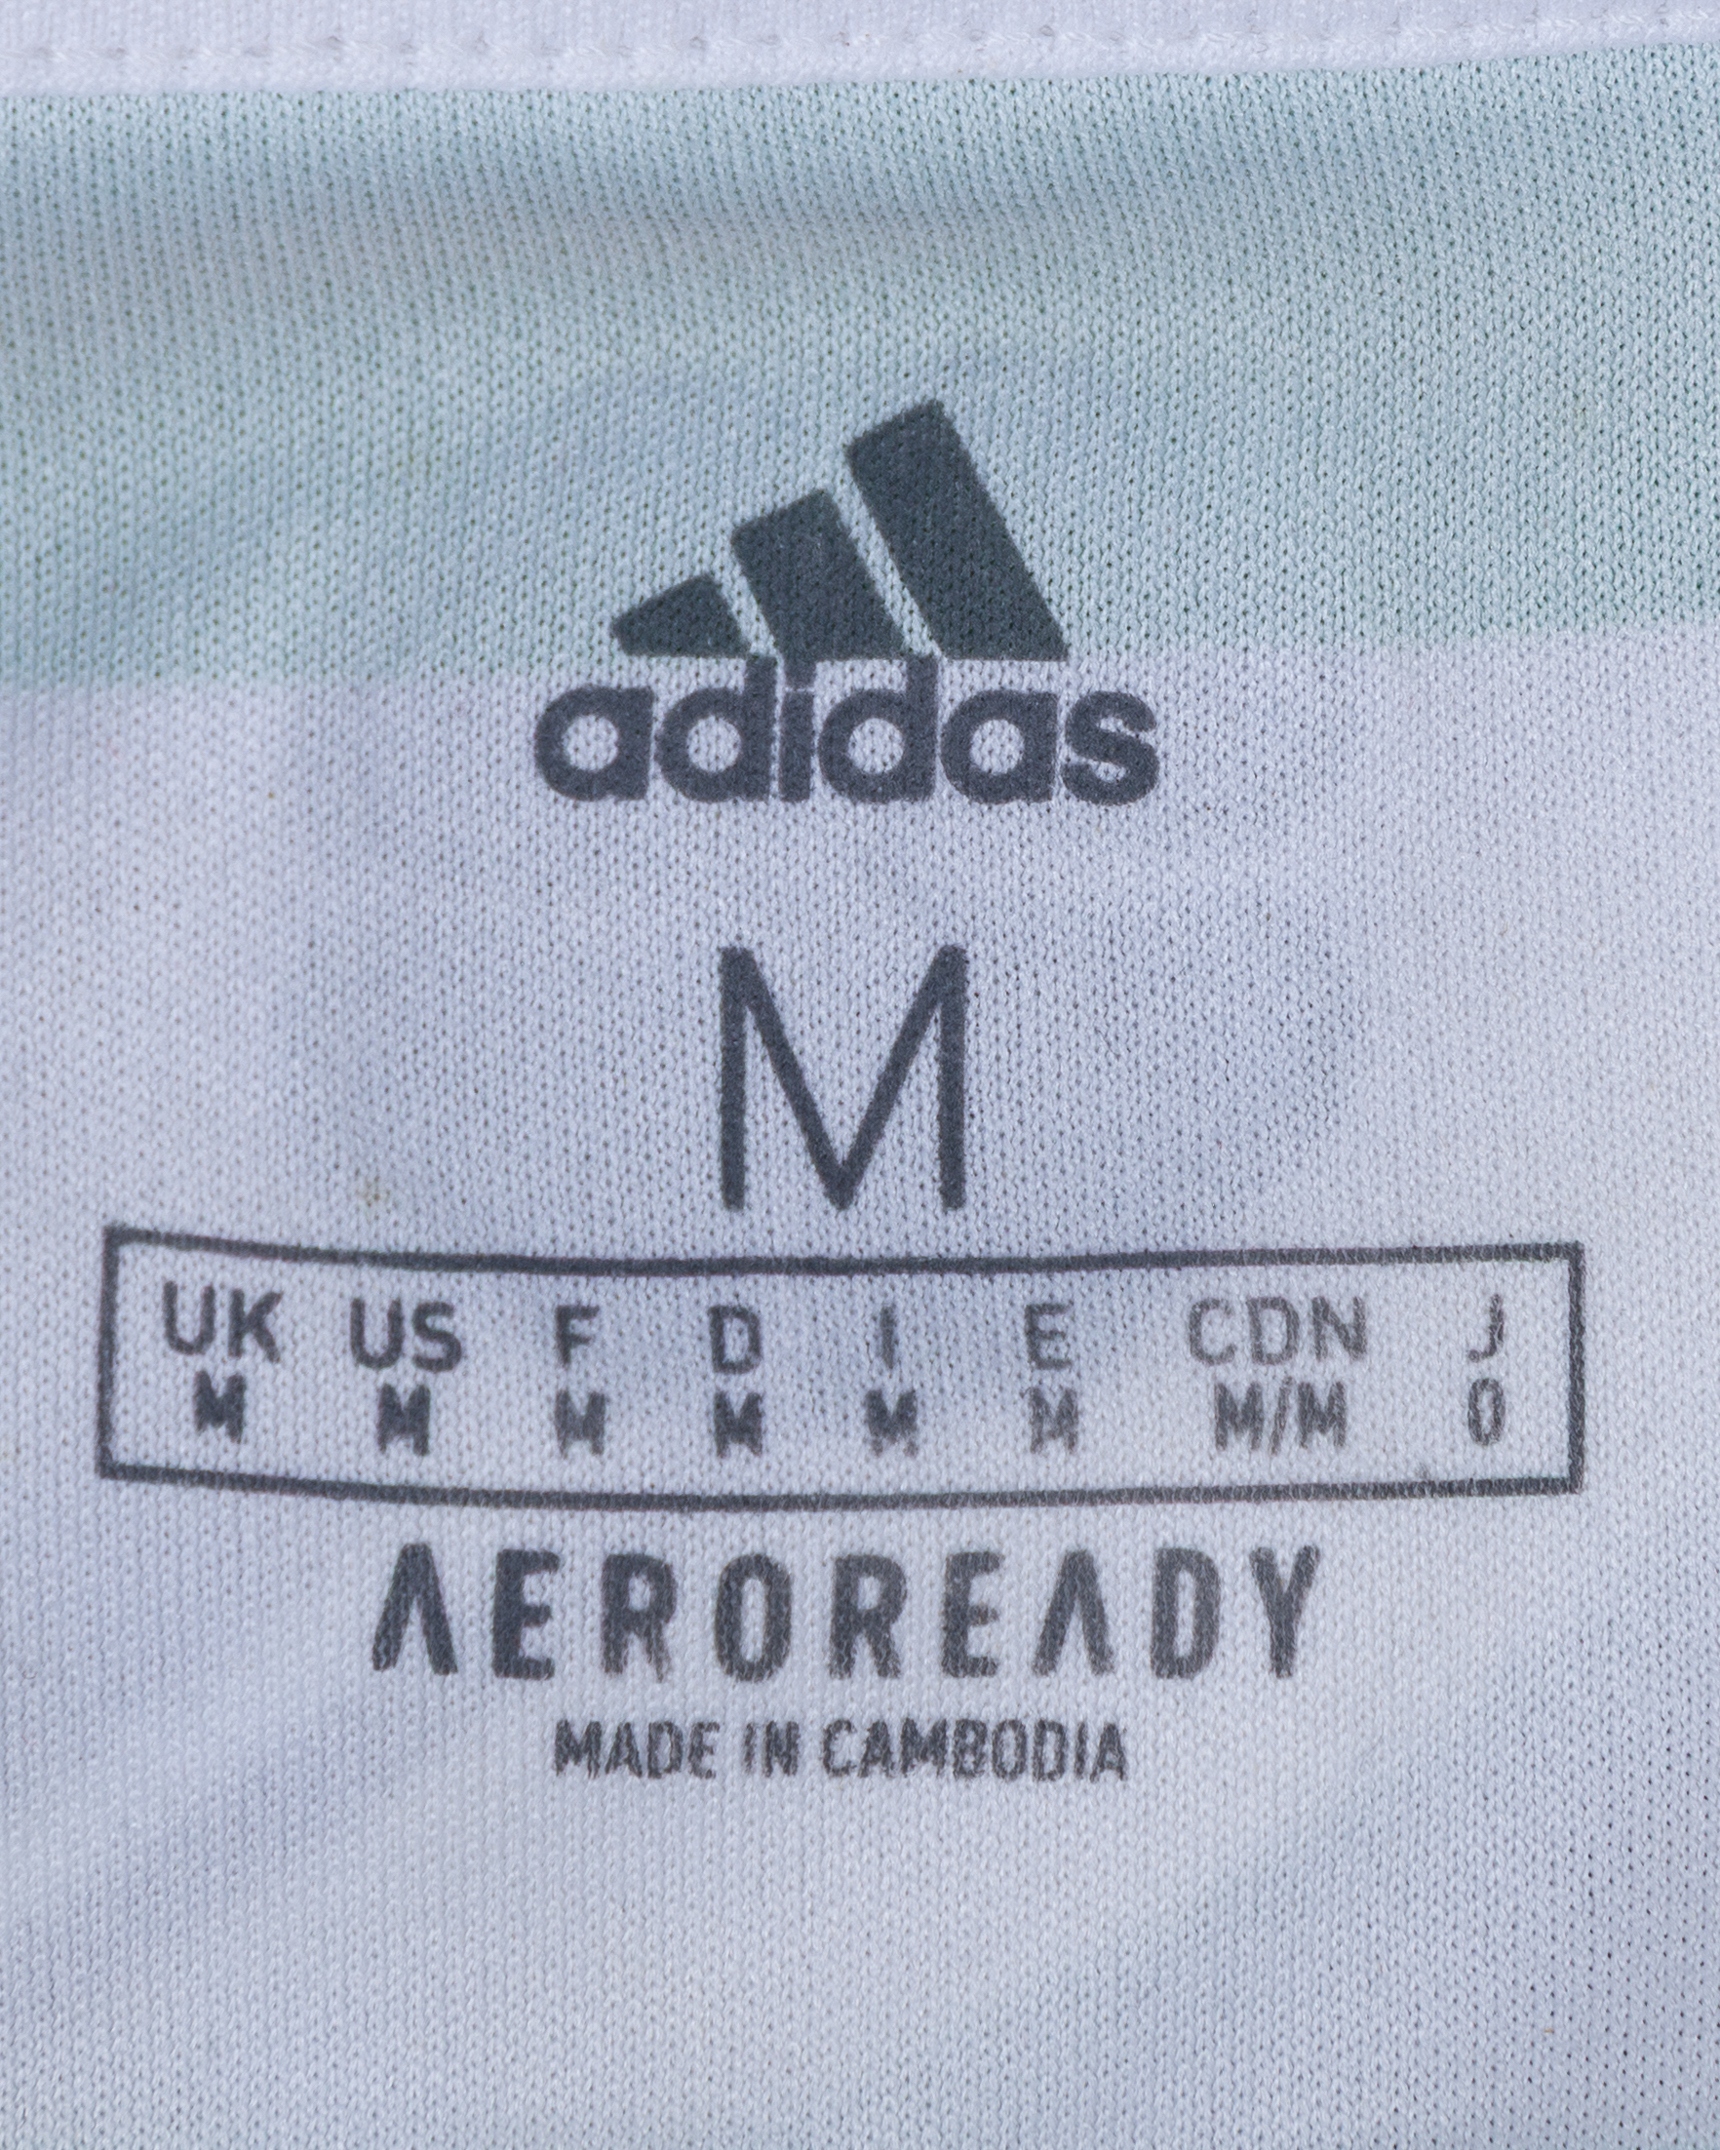 adidas
M
UK US F D I E CDN J
M M M M M M M/M O
AEROREADY
MADE IN CAMBODIA